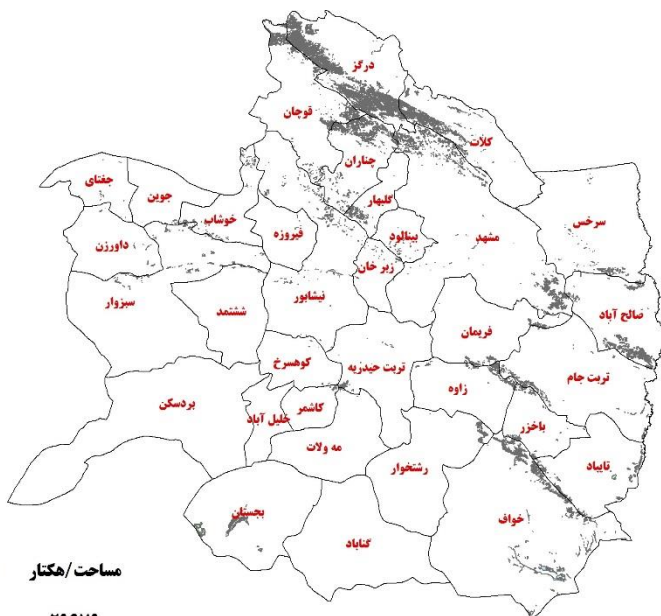 درگز
قوچان
کلات
چناران
جغتای
جوین
گلبهار
خوشاب
سرخس
فیروزه
بینالود
مشهد
داورزن
زبر خان
سبزوار
ششتمد
نیشابور
صالح آباد
فریمان
کوهسرخ
تربت حیدریه
تربت جام
زاوه
بردسکن
خلیل آباد
کاشمر
باخزر
مه ولات
رشتخوار
تایباد
بجستان
خواف
گناباد
مساحت/هکتار